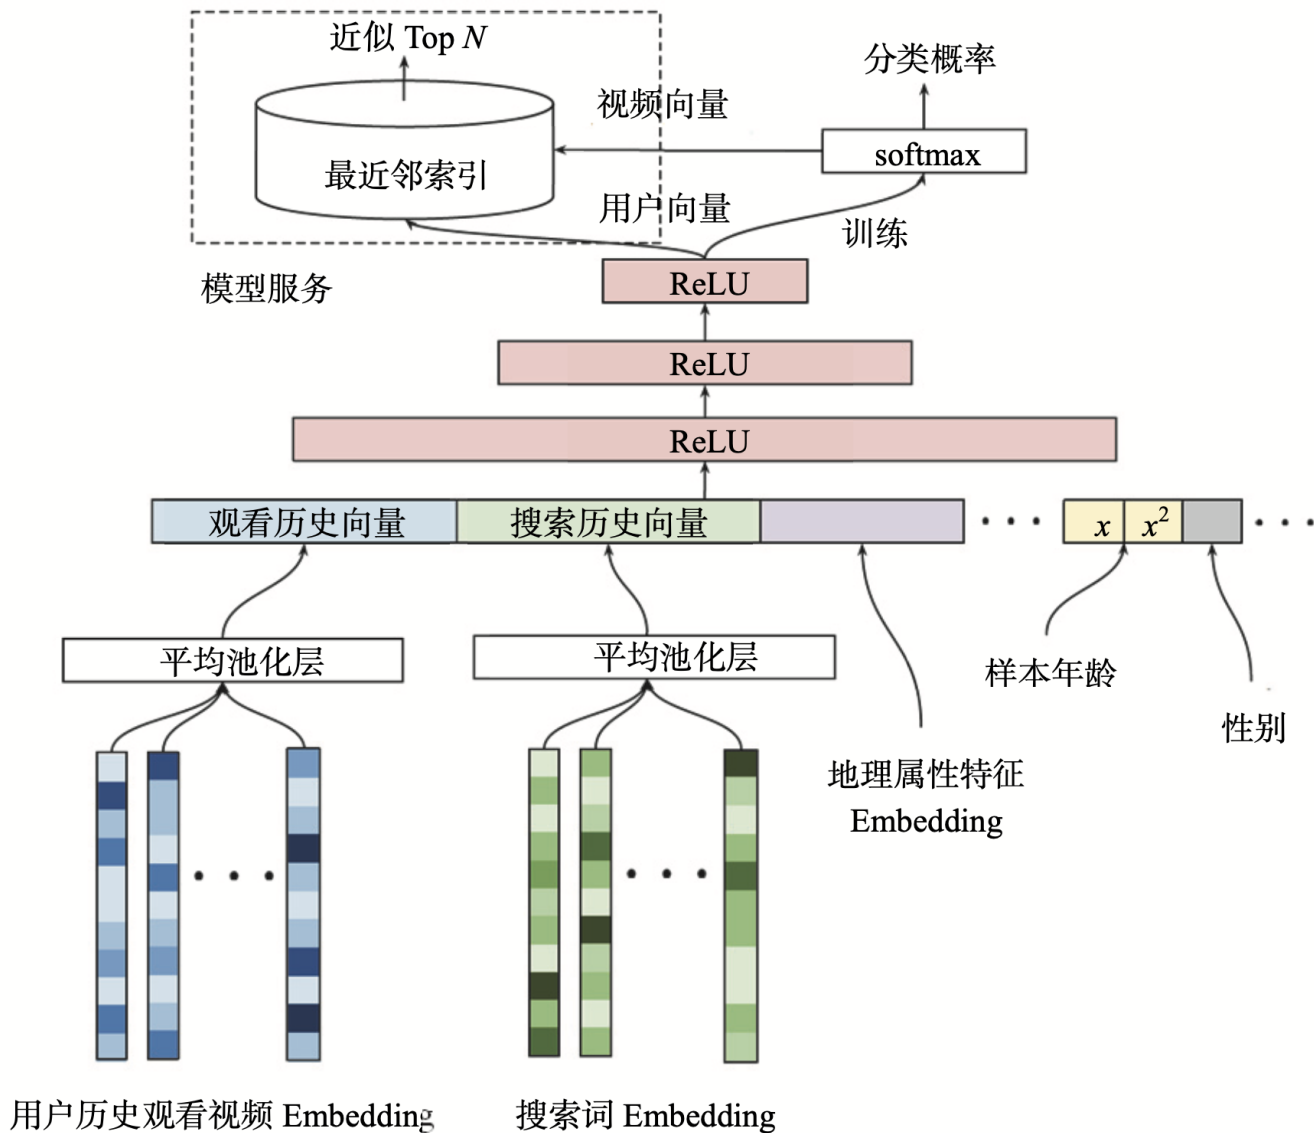 近似 Top N
分类概率
视频向量
softmax
最近邻索引
用户向量
训练
模型服务
ReLU
ReLU
ReLU
观看历史向量
搜索历史向量
x
x²
平均池化层
平均池化层
样本年龄
性别
地理属性特征
Embedding
用户历史观看视频 Embedding
搜索词 Embedding